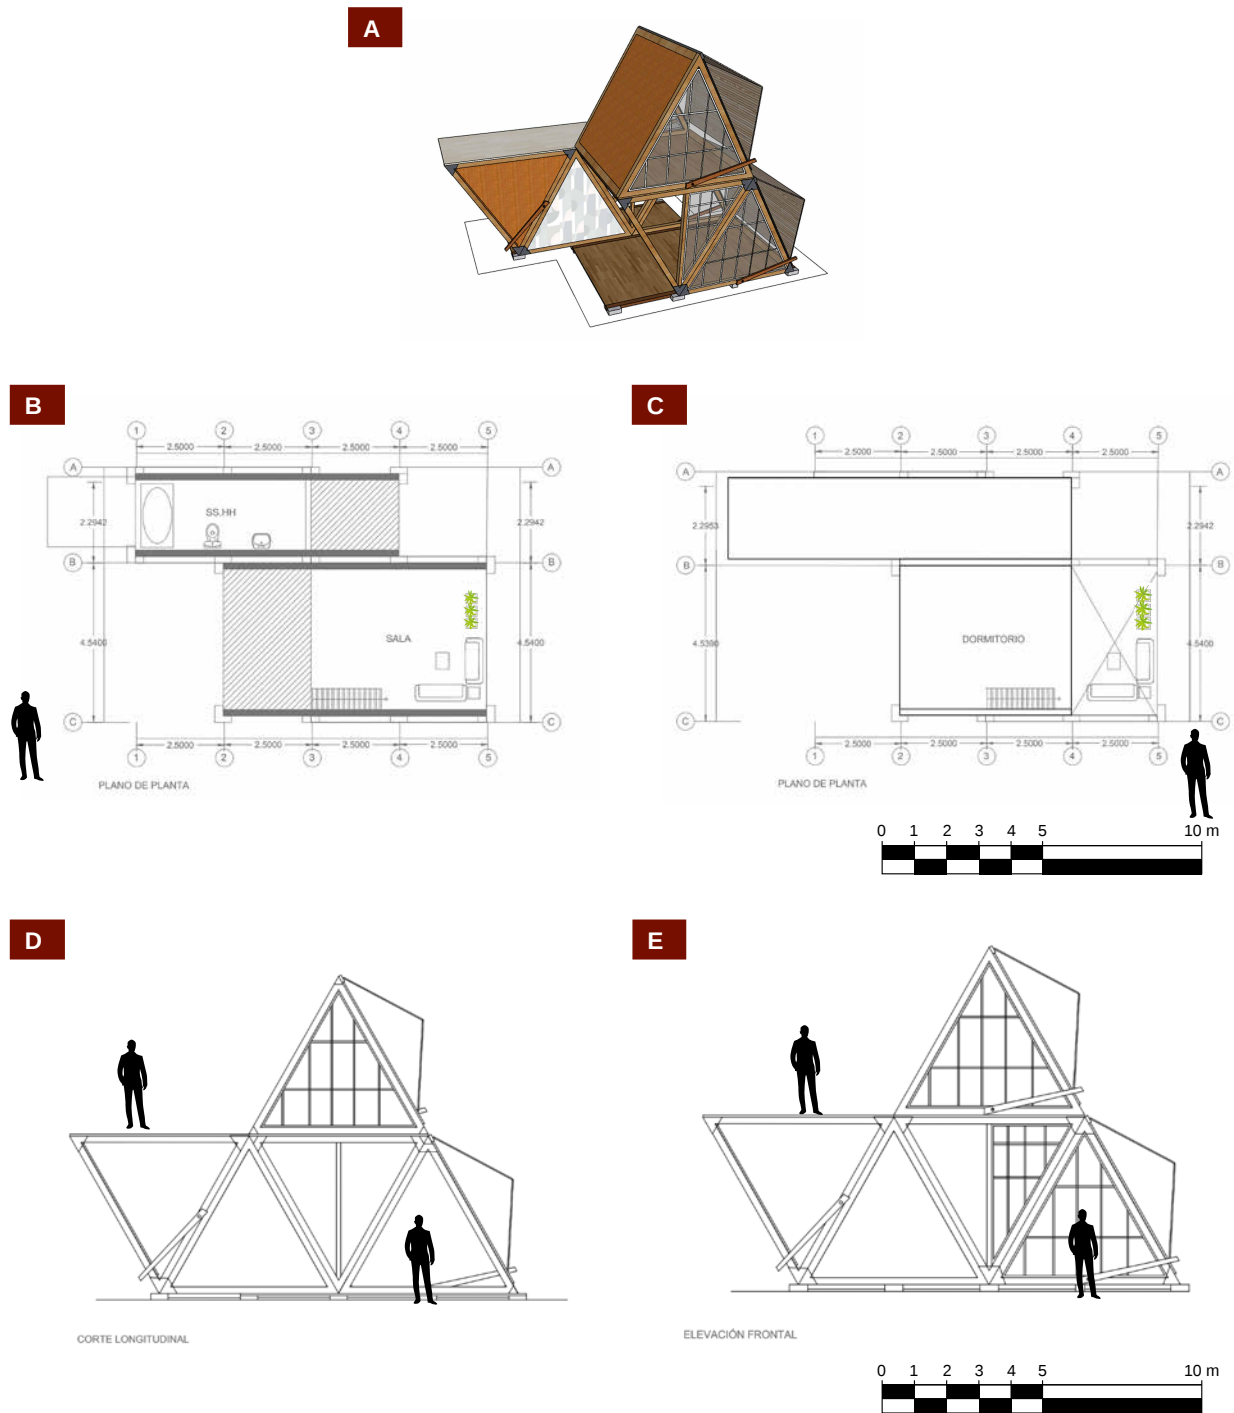 A
B
C
1 2 3 4 5
2.5000 2.5000 2.5000 2.5000
A A
SS.HH
2.2942 2.2942
B B
SALA
4.5400 4.5400
C C
2.5000 2.5000 2.5000 2.5000
1 2 3 4 5
PLANO DE PLANTA
1 2 3 4 5
2.5000 2.5000 2.5000 2.5000
A A
2.2953 2.2942
B B
DORMITORIO
4.5390 4.5400
C C
2.5000 2.5000 2.5000 2.5000
1 2 3 4 5
PLANO DE PLANTA
0 1 2 3 4 5 10 m
D
E
CORTE LONGITUDINAL
ELEVACIÓN FRONTAL
0 1 2 3 4 5 10 m